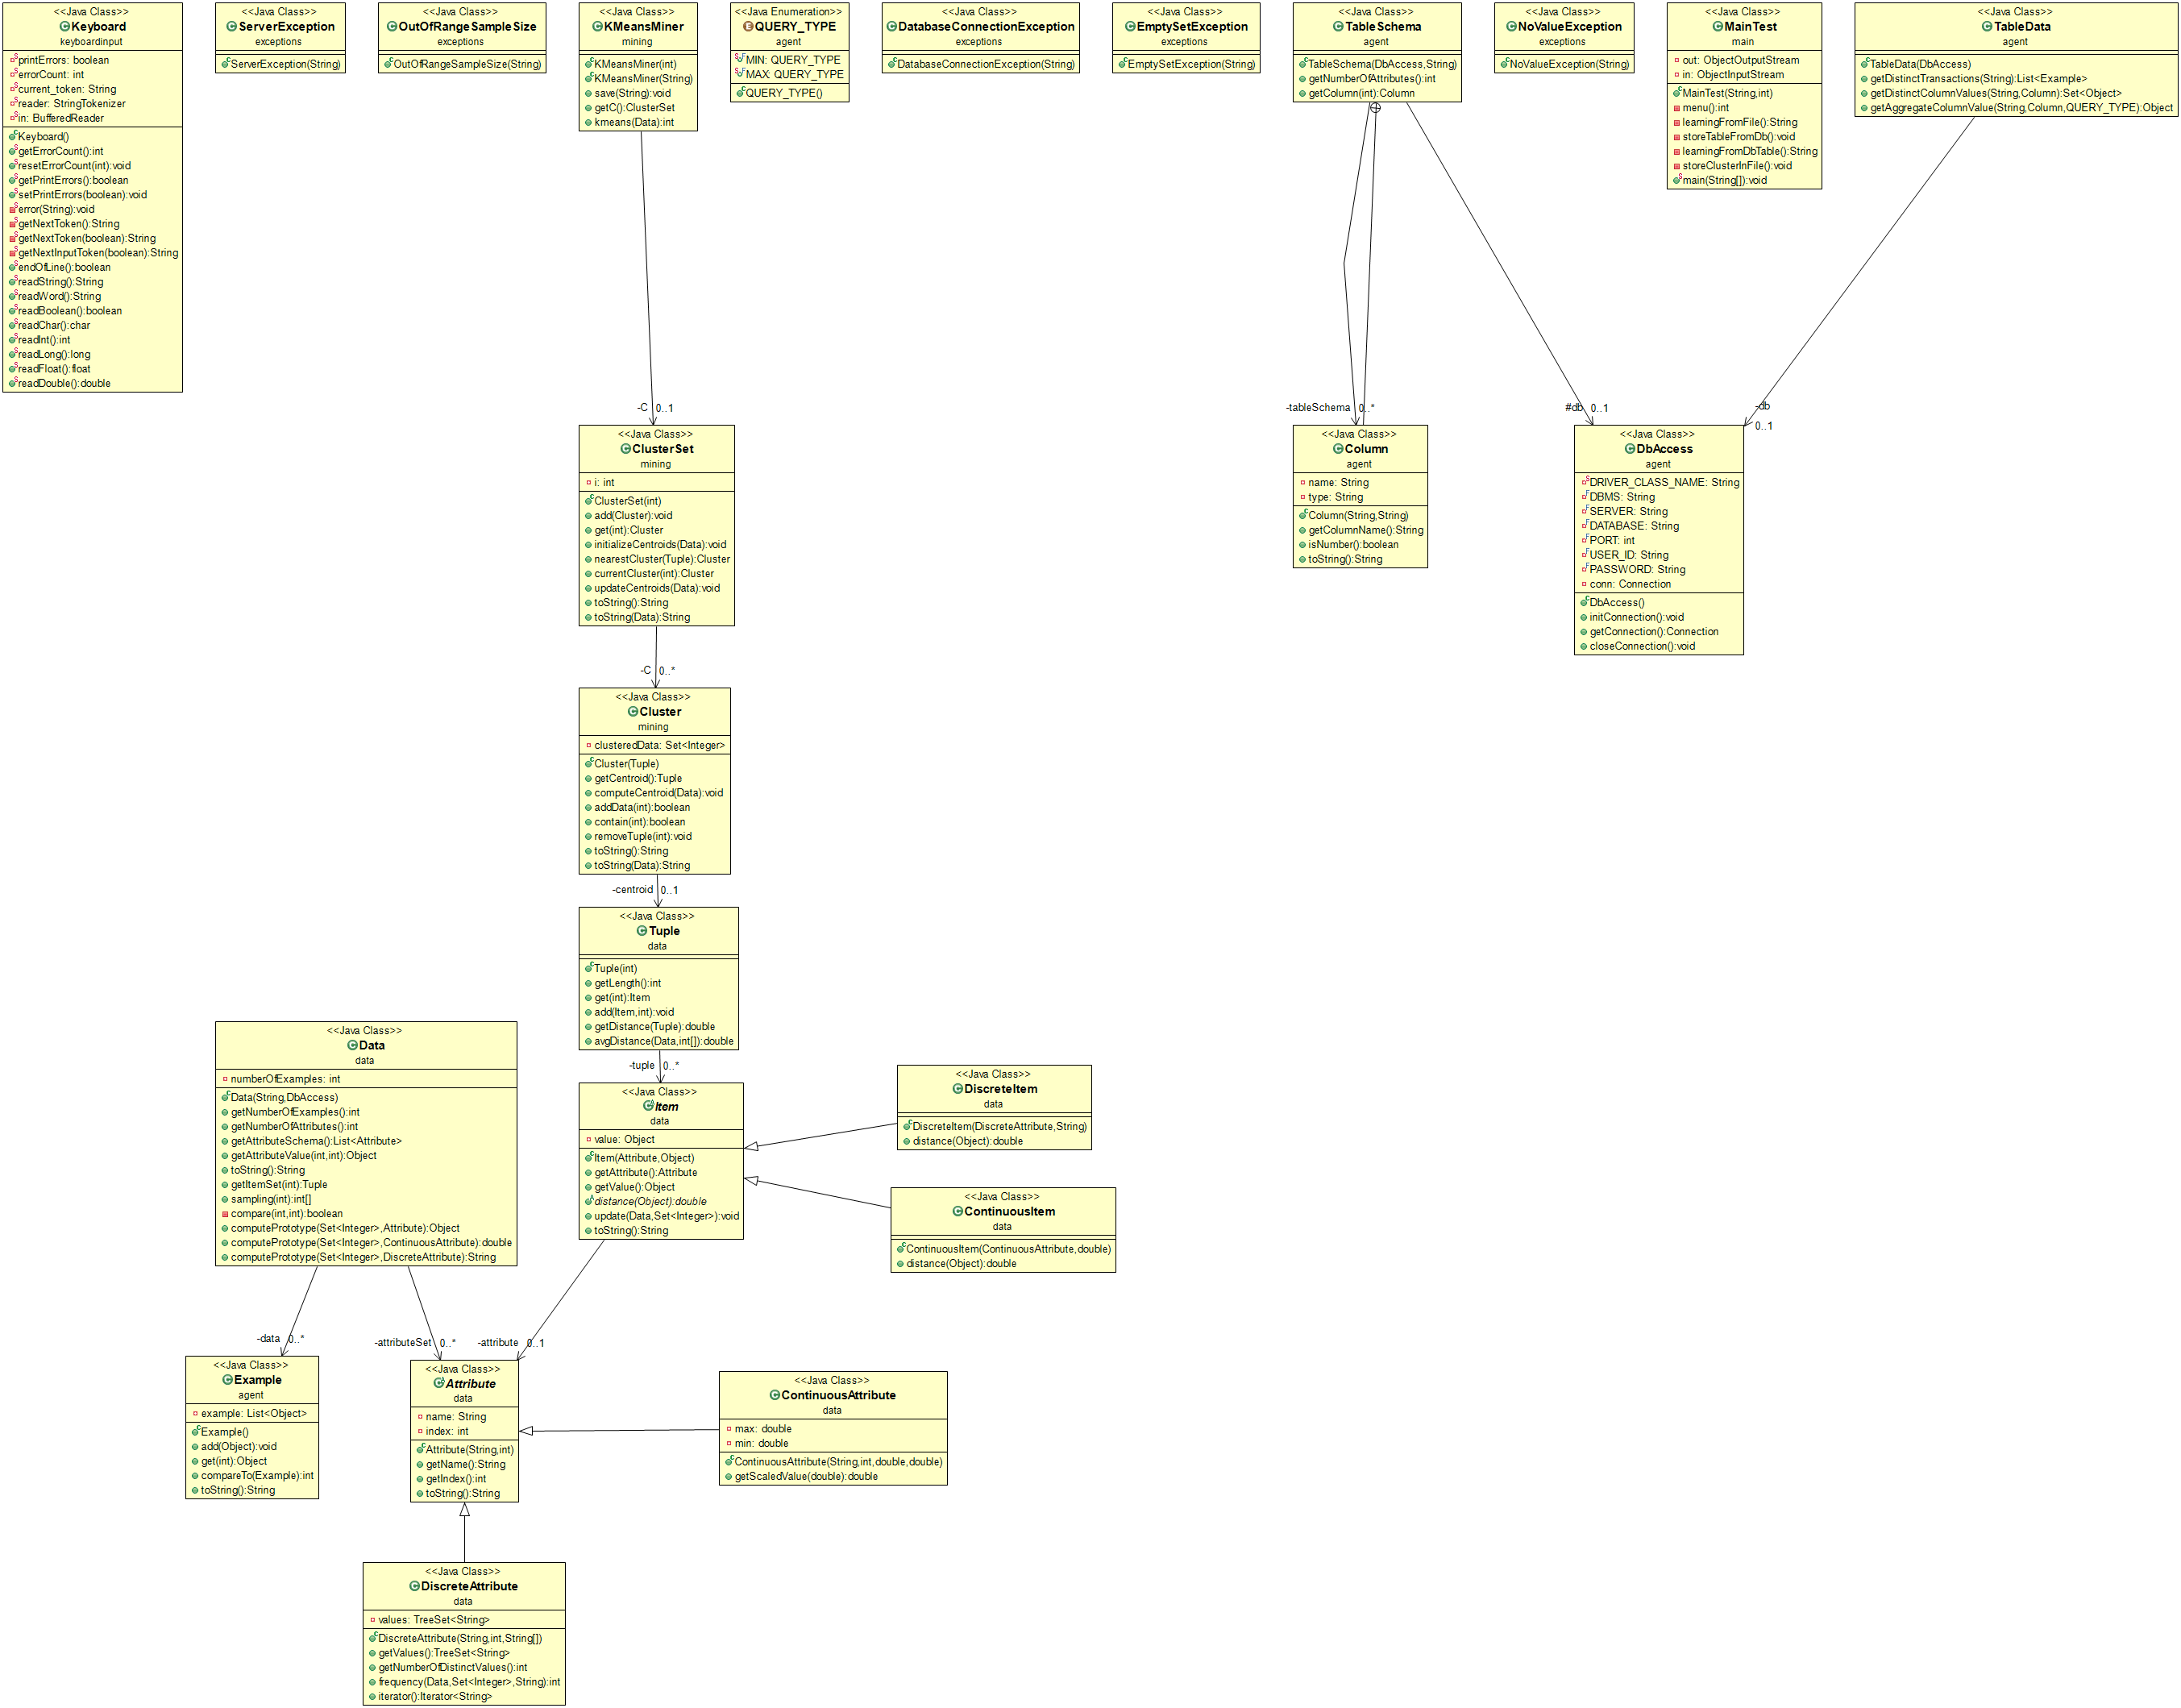 <<Java Class>>
Keyboard
keyboardinput
printErrors: boolean
errorCount: int
current_token: String
reader: StringTokenizer
in: BufferedReader
Keyboard()
getErrorCount():int
resetErrorCount(int):void
getPrintErrors():boolean
setPrintErrors(boolean):void
error(String):void
getNextToken():String
getNextToken(boolean):String
getNextInputToken(boolean):String
endOfLine():boolean
readString():String
readWord():String
readBoolean():boolean
readChar():char
readInt():int
readLong():long
readFloat():float
readDouble():double
<<Java Class>>
ServerException
exceptions
ServerException(String)
<<Java Class>>
OutOfRangeSampleSize
exceptions
OutOfRangeSampleSize(String)
<<Java Class>>
KMeansMiner
mining
KMeansMiner(int)
KMeansMiner(String)
save(String):void
getC():ClusterSet
kmeans(Data):int
<<Java Enumeration>>
QUERY_TYPE
agent
MIN: QUERY_TYPE
MAX: QUERY_TYPE
QUERY_TYPE()
<<Java Class>>
DatabaseConnectionException
exceptions
DatabaseConnectionException(String)
<<Java Class>>
EmptySetException
exceptions
EmptySetException(String)
<<Java Class>>
TableSchema
agent
TableSchema(DbAccess,String)
getNumberOfAttributes():int
getColumn(int):Column
<<Java Class>>
NoValueException
exceptions
NoValueException(String)
<<Java Class>>
MainTest
main
out: ObjectOutputStream
in: ObjectInputStream
MainTest(String,int)
menu():int
learningFromFile():String
storeTableFromDb():void
learningFromDbTable():String
storeClusterInFile():void
main(String[]):void
<<Java Class>>
TableData
agent
TableData(DbAccess)
getDistinctTransactions(String):List<Example>
getDistinctColumnValues(String,Column):Set<Object>
getAggregateColumnValue(String,Column,QUERY_TYPE):Object
-C 0..1
-tableSchema 0..*
#db 0..1
-db
0..1
<<Java Class>>
ClusterSet
mining
i: int
ClusterSet(int)
add(Cluster):void
get(int):Cluster
initializeCentroids(Data):void
nearestCluster(Tuple):Cluster
currentCluster(int):Cluster
updateCentroids(Data):void
toString():String
toString(Data):String
<<Java Class>>
Column
agent
name: String
type: String
Column(String,String)
getColumnName():String
isNumber():boolean
toString():String
<<Java Class>>
DbAccess
agent
DRIVER_CLASS_NAME: String
DBMS: String
SERVER: String
DATABASE: String
PORT: int
USER_ID: String
PASSWORD: String
conn: Connection
DbAccess()
initConnection():void
getConnection():Connection
closeConnection():void
-C 0..*
<<Java Class>>
Cluster
mining
clusteredData: Set<Integer>
Cluster(Tuple)
getCentroid():Tuple
computeCentroid(Data):void
addData(int):boolean
contain(int):boolean
removeTuple(int):void
toString():String
toString(Data):String
-centroid 0..1
<<Java Class>>
Tuple
data
Tuple(int)
getLength():int
get(int):Item
add(Item,int):void
getDistance(Tuple):double
avgDistance(Data,int[]):double
-tuple 0..*
<<Java Class>>
Data
data
numberOfExamples: int
Data(String,DbAccess)
getNumberOfExamples():int
getNumberOfAttributes():int
getAttributeSchema():List<Attribute>
getAttributeValue(int,int):Object
toString():String
getItemSet(int):Tuple
sampling(int):int[]
compare(int,int):boolean
computePrototype(Set<Integer>,Attribute):Object
computePrototype(Set<Integer>,ContinuousAttribute):double
computePrototype(Set<Integer>,DiscreteAttribute):String
<<Java Class>>
Item
data
value: Object
Item(Attribute,Object)
getAttribute():Attribute
getValue():Object
distance(Object):double
update(Data,Set<Integer>):void
toString():String
<<Java Class>>
DiscreteItem
data
DiscreteItem(DiscreteAttribute,String)
distance(Object):double
<<Java Class>>
ContinuousItem
data
ContinuousItem(ContinuousAttribute,double)
distance(Object):double
-data 0..*
-attributeSet 0..*
-attribute 0..1
<<Java Class>>
Example
agent
example: List<Object>
Example()
add(Object):void
get(int):Object
compareTo(Example):int
toString():String
<<Java Class>>
Attribute
data
name: String
index: int
Attribute(String,int)
getName():String
getIndex():int
toString():String
<<Java Class>>
ContinuousAttribute
data
max: double
min: double
ContinuousAttribute(String,int,double,double)
getScaledValue(double):double
<<Java Class>>
DiscreteAttribute
data
values: TreeSet<String>
DiscreteAttribute(String,int,String[])
getValues():TreeSet<String>
getNumberOfDistinctValues():int
frequency(Data,Set<Integer>,String):int
iterator():Iterator<String>